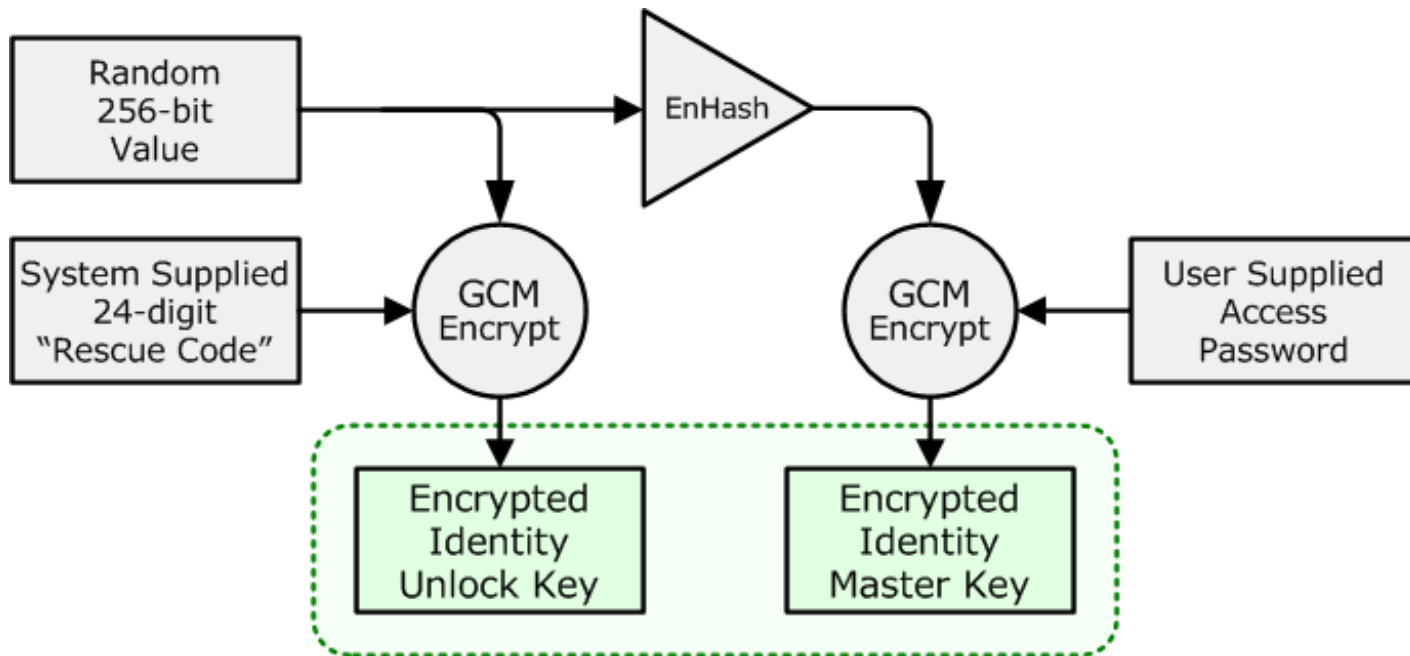 Random
256-bit
Value
EnHash
System Supplied
24-digit
“Rescue Code”
GCM
Encrypt
GCM
Encrypt
User Supplied
Access
Password
Encrypted
Identity
Unlock Key
Encrypted
Identity
Master Key